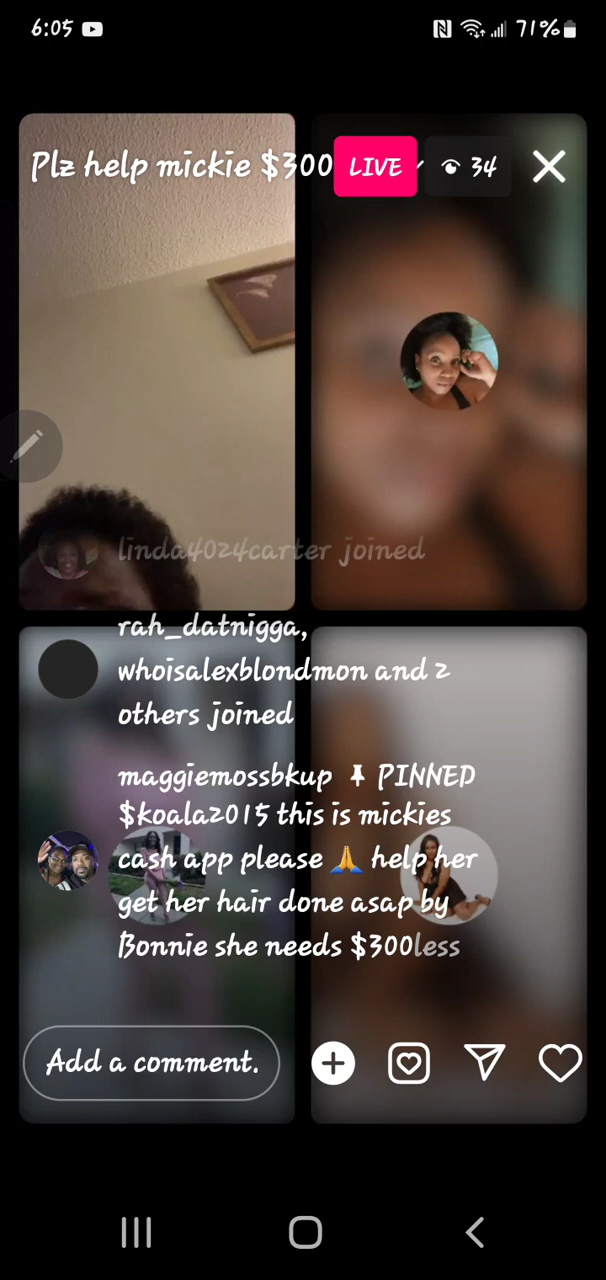 6:05
71%
Plz help mickie $300
LIVE
34
linda4024carter joined
rah_datnigga,
whoisalexblondmon and 2
others joined
maggiemossbkup PINNED
$koala2015 this is mickies
cash app please 🙏 help her
get her hair done asap by
Bonnie she needs $300less
Add a comment.